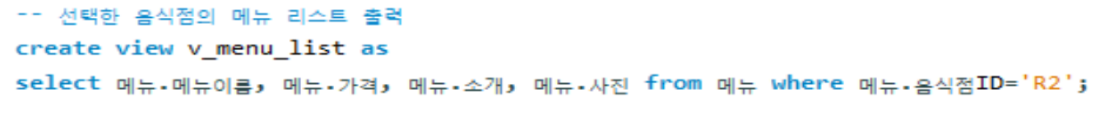 -- 선택한 음식점의 메뉴 리스트 출력
create view v_menu_list as
select 메뉴.메뉴이름, 메뉴.가격, 메뉴.소개, 메뉴.사진 from 메뉴 where 메뉴.음식점ID='R2';